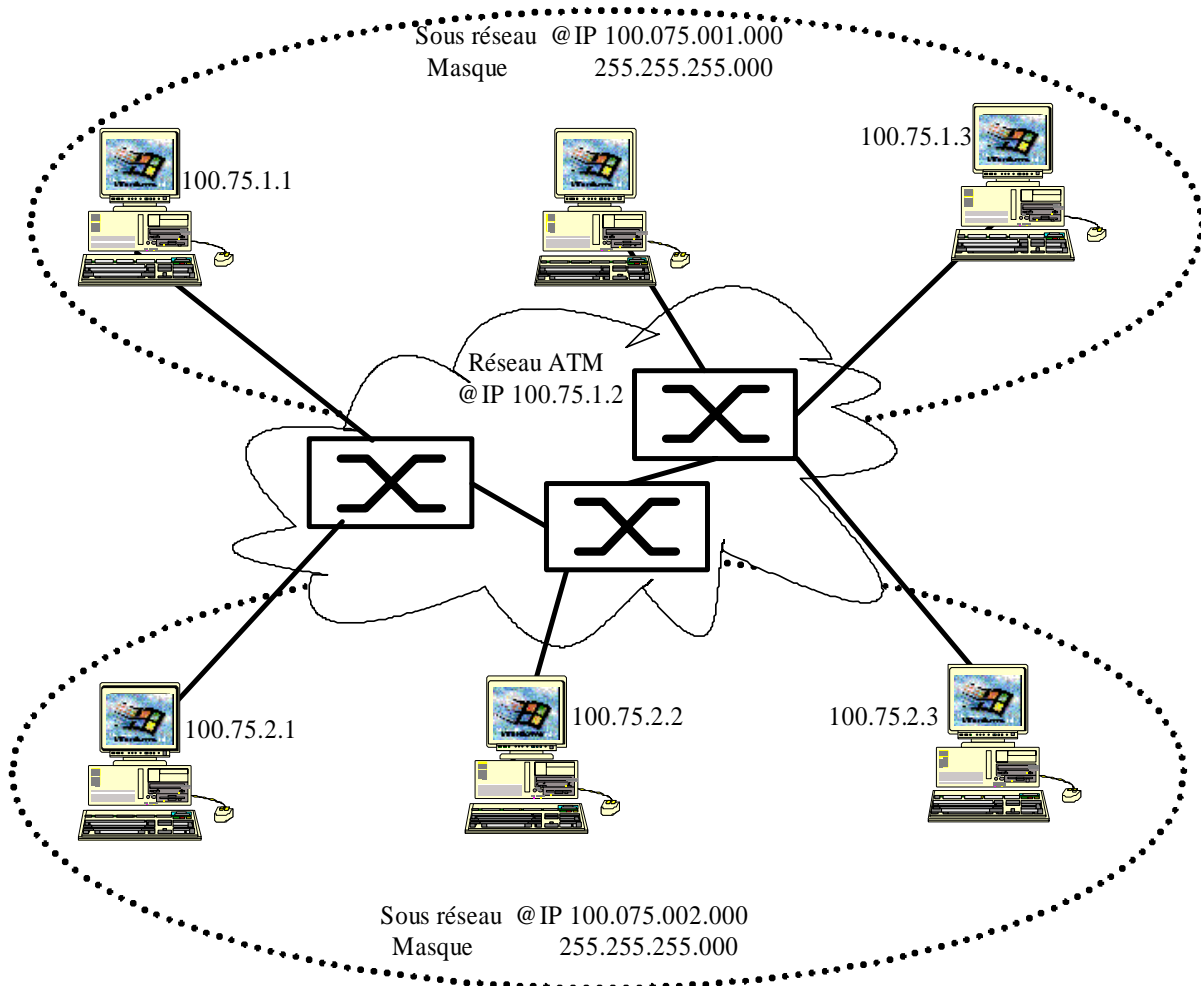 Sous réseau @IP 100.075.001.000
Masque 255.255.255.000
100.75.1.3
100.75.1.1
Réseau ATM
@IP 100.75.1.2
100.75.2.1
100.75.2.2
100.75.2.3
Sous réseau @IP 100.075.002.000
Masque 255.255.255.000